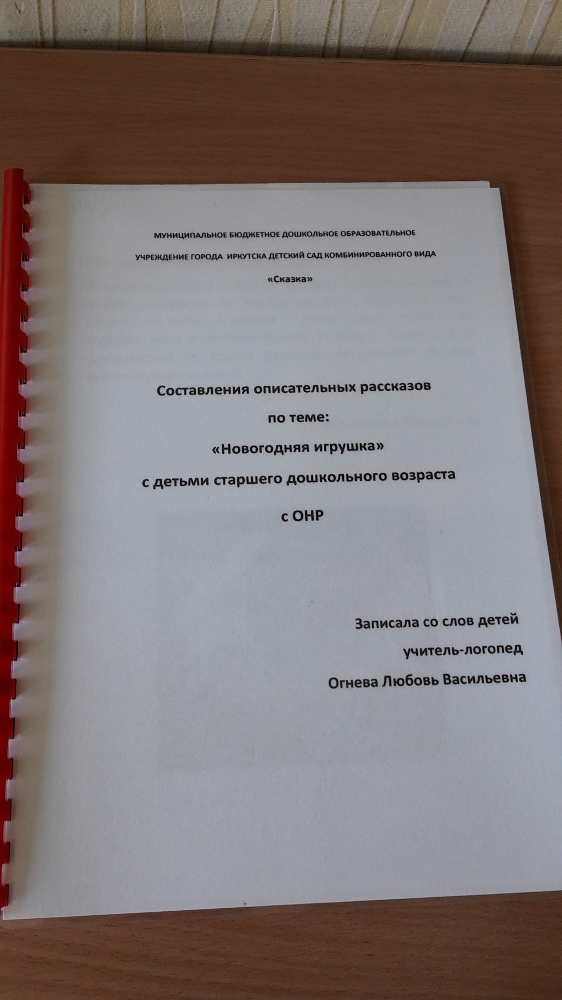 МУНИЦИПАЛЬНОЕ БЮДЖЕТНОЕ ДОШКОЛЬНОЕ ОБРАЗОВАТЕЛЬНОЕ
УЧРЕЖДЕНИЕ ГОРОДА ИРКУТСКА ДЕТСКИЙ САД КОМБИНИРОВАННОГО ВИДА
«Сказка»
Составления описательных рассказов
по теме:
«Новогодняя игрушка»
с детьми старшего дошкольного возраста
с ОНР
Записала со слов детей
учитель-логопед
Огнева Любовь Васильевна